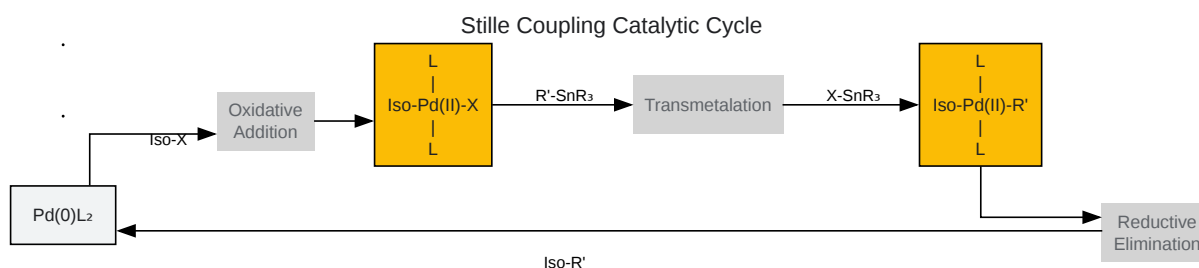 Stille Coupling Catalytic Cycle
L
|
Iso-Pd(II)-X
|
L
R'-SnR₃
Transmetalation
X-SnR₃
L
|
Iso-Pd(II)-R'
|
L
Oxidative
Addition
Iso-X
Pd(0)L₂
Reductive
Elimination
Iso-R'